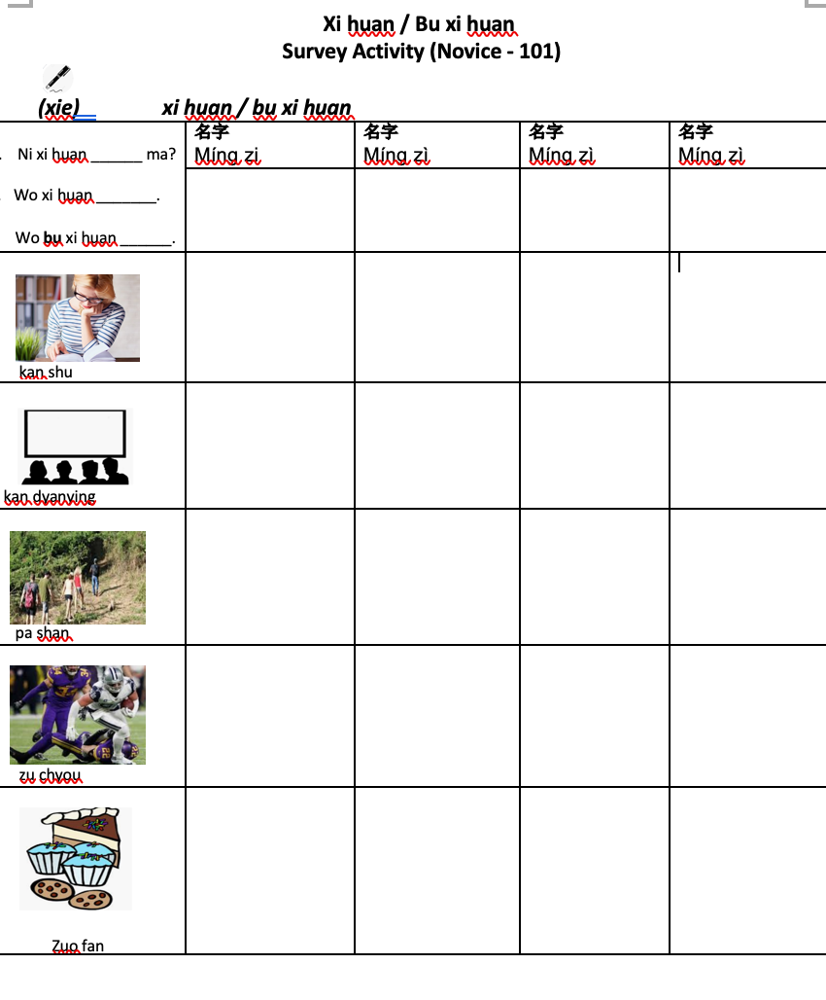 Xi huan / Bu xi huan
Survey Activity (Novice - 101)
(xie)
xi huan / bu xi huan
Ni xi huan ______ ma?
Wo xi huan _______.
Wo bu xi huan ______.
名字
Míng zi
名字
Míng zì
名字
Míng zì
名字
Míng zì
kan shu
kan dyanying
pa shan
zu chyou
Zuo fan